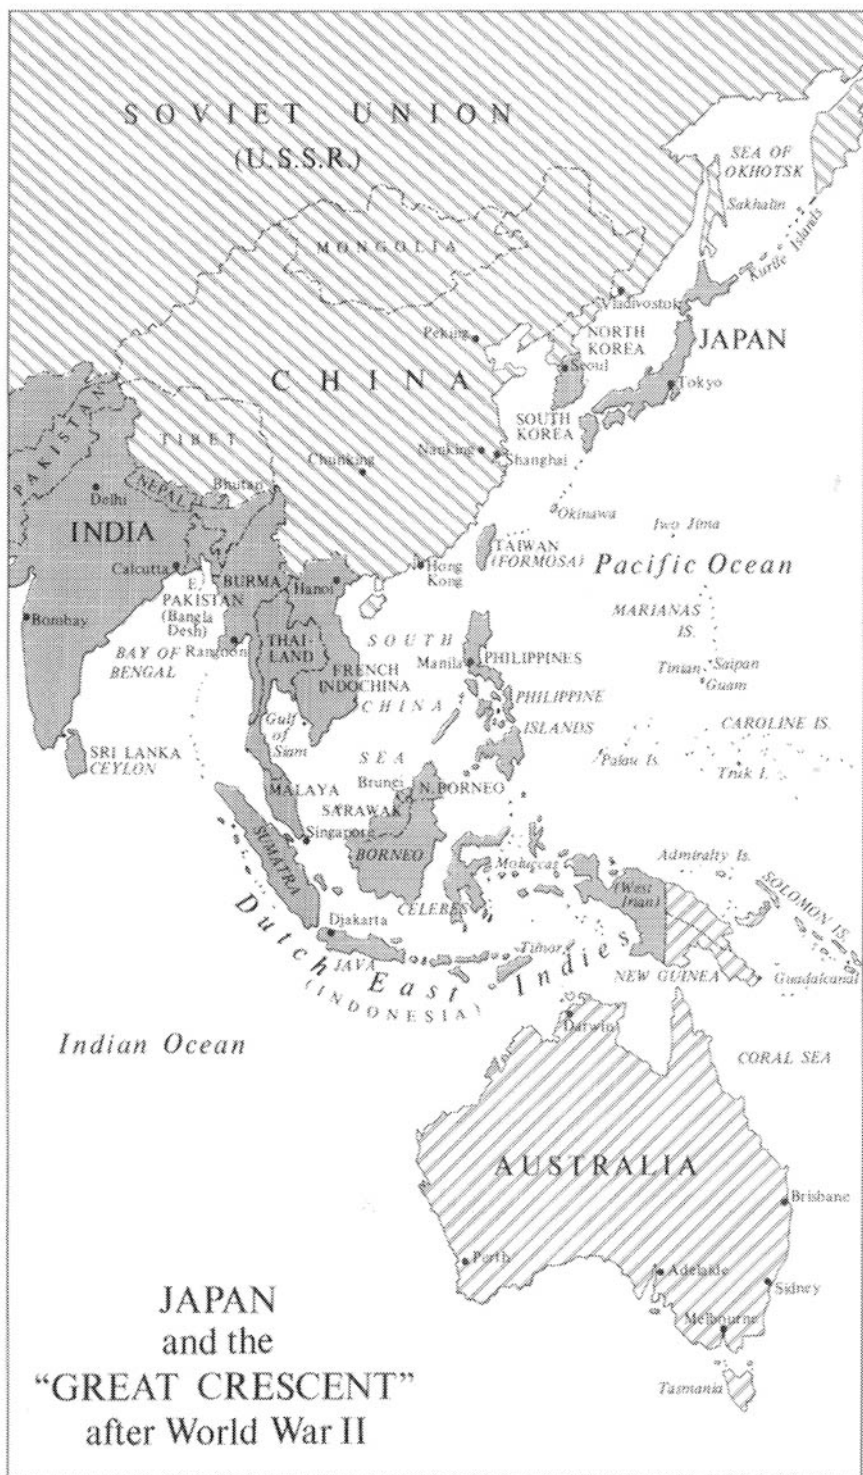 SOVIET UNION
(U.S.S.R.)
SEA OF
OKHOTSK
Sakhalin
Kurile Islands
MONGOLIA
Vladivostok
Peking
NORTH
KOREA
JAPAN
Seoul
Tokyo
CHINA
SOUTH
KOREA
PAKISTAN
TIBET
Chunking
Nanking
Shanghai
NEPAL
Bhutan
Delhi
Okinawa
Iwo Jima
INDIA
TAIWAN
(FORMOSA)
Pacific Ocean
Calcutta
BURMA
Hanoi
Hong
Kong
E.
PAKISTAN
(Bangla
Desh)
MARIANAS
IS.
Bombay
BAY OF
BENGAL
Rangoon
THAI-
LAND
SOUTH
CHINA
SEA
Manila
PHILIPPINES
Tinian
Saipan
Guam
FRENCH
INDOCHINA
PHILIPPINE
ISLANDS
Gulf
of
Siam
CAROLINE IS.
SRI LANKA
CEYLON
Palau Is.
Truk I.
MALAYA
Brunei
N. BORNEO
SARAWAK
Singapore
SUMATRA
BORNEO
Moluccas
Admiralty Is.
(West
Irian)
SOLOMON IS.
CELEBES
Djakarta
JAVA
Timor
Dutch East Indies
(INDONESIA)
NEW GUINEA
Guadalcanal
Indian Ocean
Darwin
CORAL SEA
AUSTRALIA
Brisbane
Perth
Adelaide
Sidney
Melbourne
Tasmania
JAPAN
and the
“GREAT CRESCENT”
after World War II